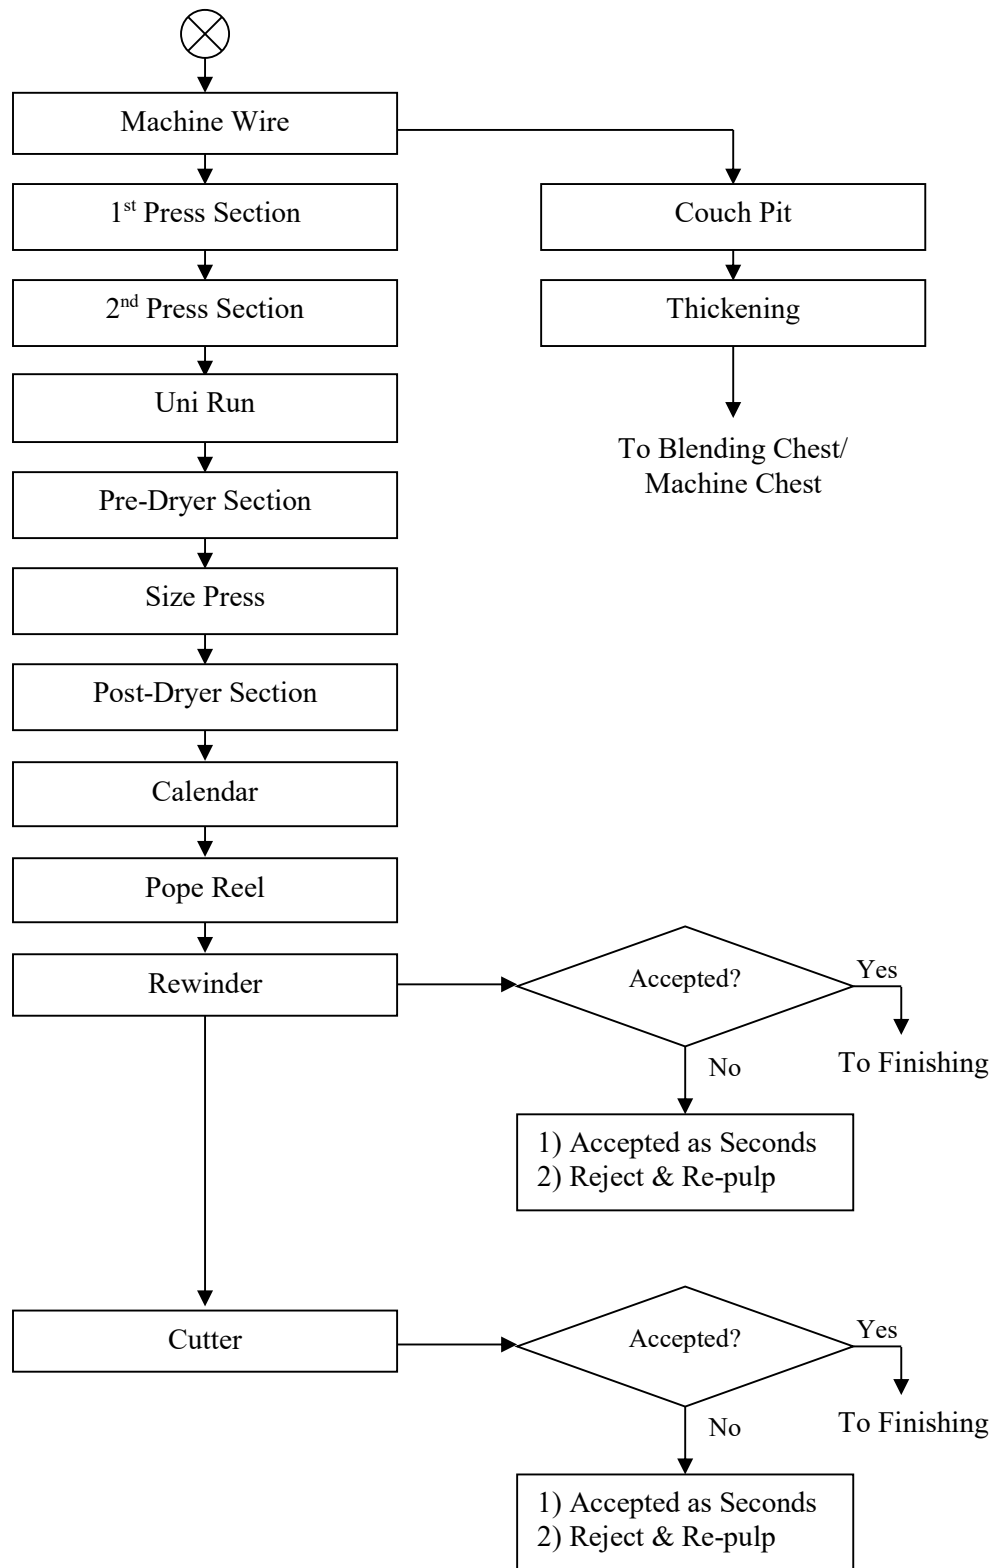 Machine Wire
1st Press Section
Couch Pit
2nd Press Section
Thickening
Uni Run
To Blending Chest/
Machine Chest
Pre-Dryer Section
Size Press
Post-Dryer Section
Calendar
Pope Reel
Rewinder
Accepted?
Yes
To Finishing
No
1) Accepted as Seconds
2) Reject & Re-pulp
Cutter
Accepted?
Yes
To Finishing
No
1) Accepted as Seconds
2) Reject & Re-pulp